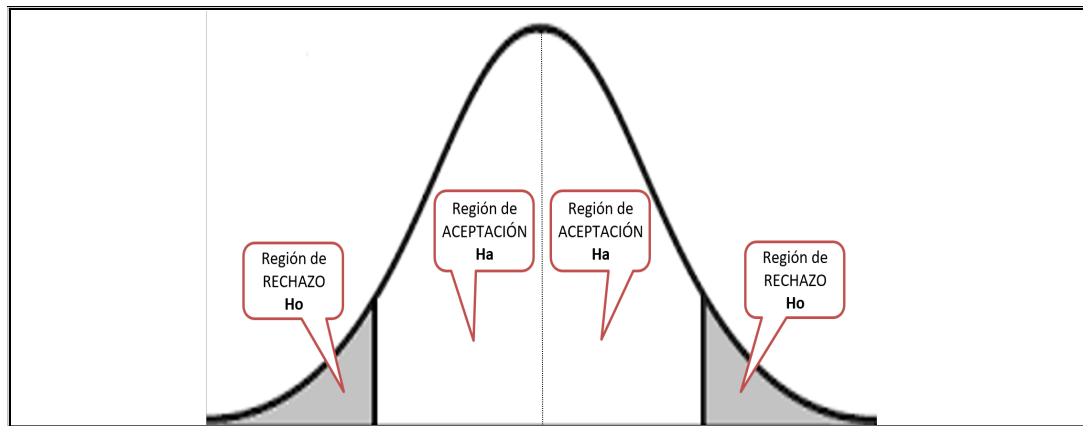 Región de
ACEPTACIÓN
Ha
Región de
ACEPTACIÓN
Ha
Región de
RECHAZO
Ho
Región de
RECHAZO
Ho